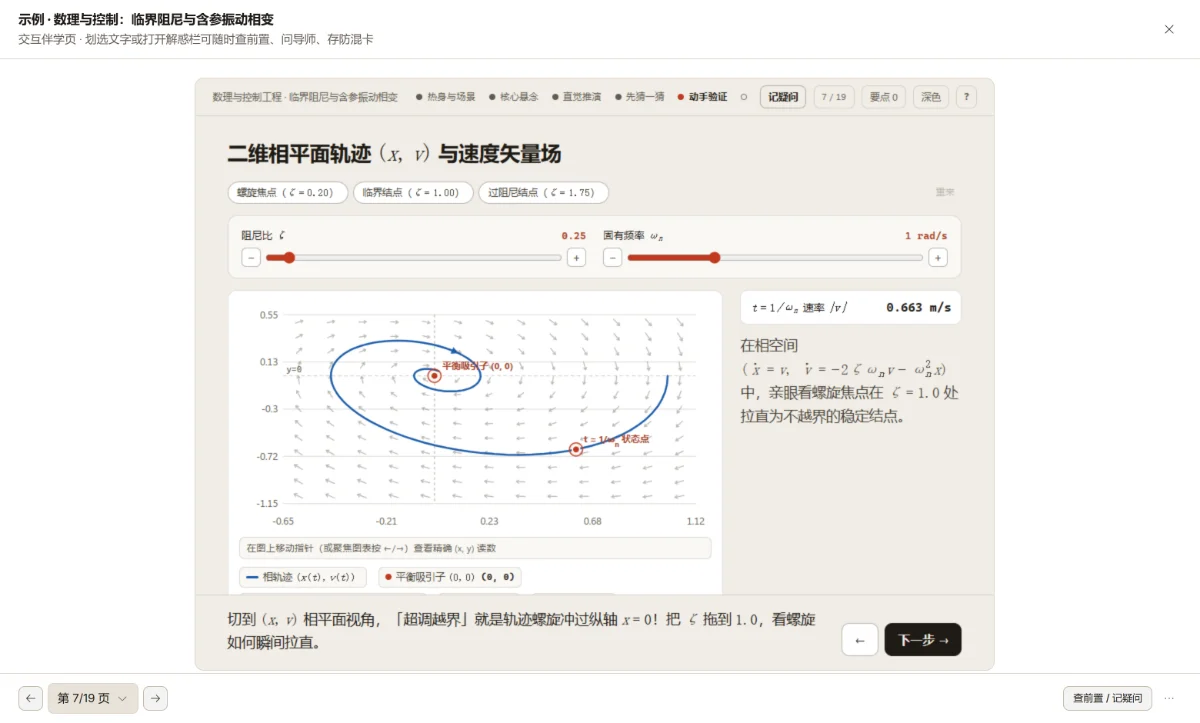 示例 · 数理与控制：临界阻尼与含参振动相变
交互伴学页 · 划选文字或打开解惑栏可随时查前置、问导师、存防混卡
×
数理与控制工程 · 临界阻尼与含参振动相变
热身与场景
核心悬念
直觉推演
先猜一猜
动手验证
记疑问
7 / 19
要点 0
深色
?
二维相平面轨迹 (x, v) 与速度矢量场
螺旋焦点 ( ζ = 0.20)
临界结点 ( ζ = 1.00)
过阻尼结点 ( ζ = 1.75)
重来
阻尼比 ζ
0.25
固有频率 ωₙ
1 rad/s
−
+
−
+
0.55
0.13
y=0
-0.3
-0.72
-1.15
-0.65
-0.21
0.23
0.68
1.12
平衡吸引子 (0, 0)
t = 1/ωₙ 状态点
t = 1/ωₙ 速率 |v|
0.663 m/s
在相空间
(ẋ = v, v̇ = −2 ζ ωₙ v − ωₙ² x)
中，亲眼看螺旋焦点在 ζ = 1.0 处
拉直为不越界的稳定结点。
在图上移动指针（或聚焦图表按 ←/→）查看精确 (x, y) 读数
相轨迹 (x(t), v(t))
平衡吸引子 (0, 0) (0, 0)
切到 (x, v) 相平面视角，「超调越界」就是轨迹螺旋冲过纵轴 x = 0！把 ζ 拖到 1.0，看螺旋
如何瞬间拉直。
←
下一步 →
←
第 7/19 页
→
查前置 / 记疑问
···